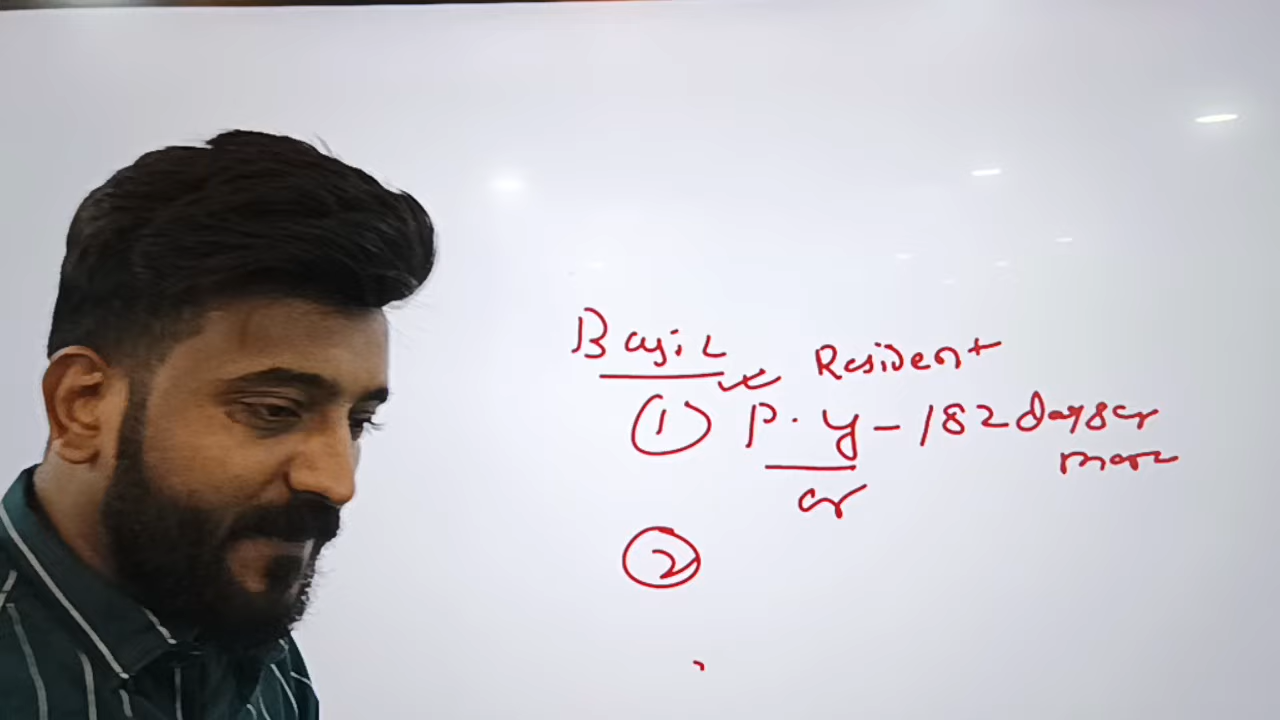 Basic
Resident
① P.y - 182 days or
more
or
②